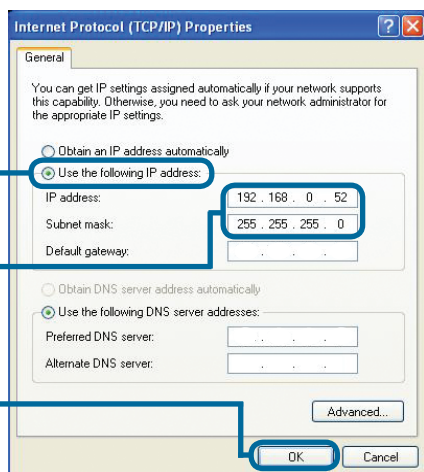 Internet Protocol (TCP/IP) Properties
General
You can get IP settings assigned automatically if your network supports
this capability. Otherwise, you need to ask your network administrator for
the appropriate IP settings.
Obtain an IP address automatically
Use the following IP address:
IP address: 192 . 168 . 0 . 52
Subnet mask: 255 . 255 . 255 . 0
Default gateway: . . .
Obtain DNS server address automatically
Use the following DNS server addresses:
Preferred DNS server: . . .
Alternate DNS server: . . .
Advanced...
OK Cancel